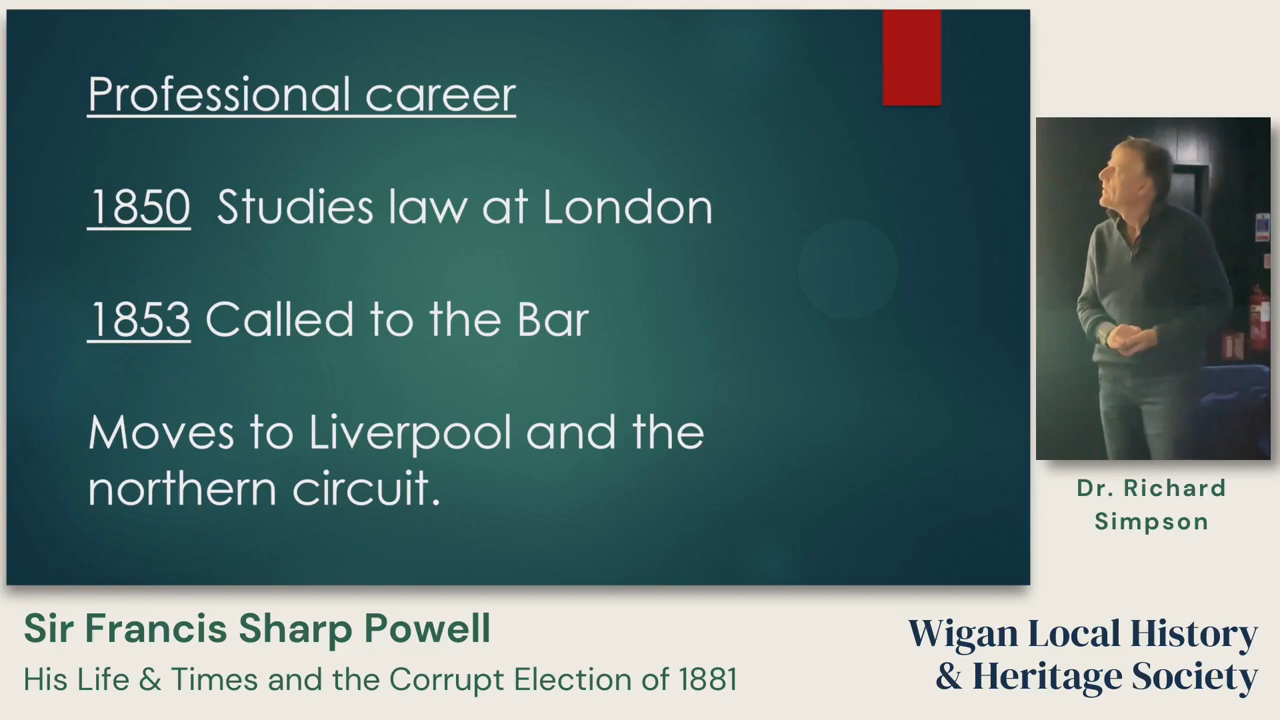 Professional career
1850 Studies law at London
1853 Called to the Bar
Moves to Liverpool and the
northern circuit.
Dr. Richard
Simpson
Sir Francis Sharp Powell
His Life & Times and the Corrupt Election of 1881
Wigan Local History
& Heritage Society